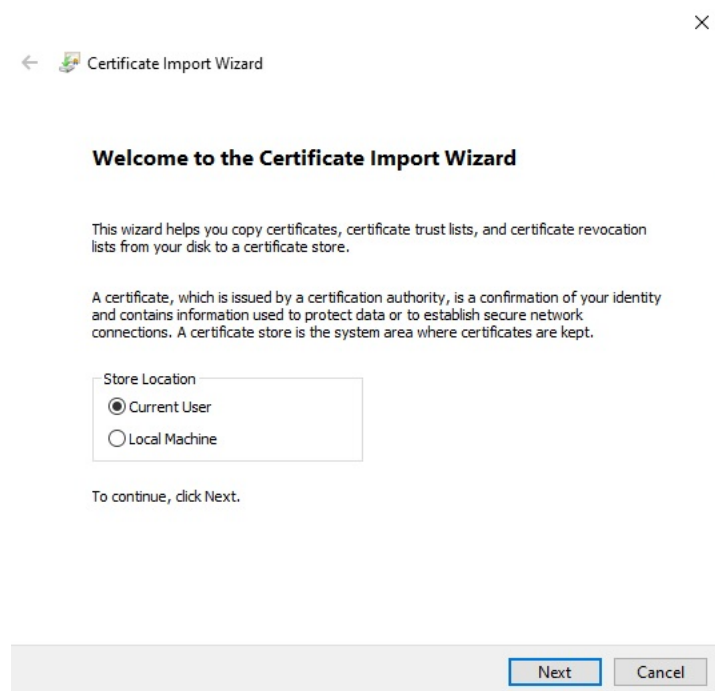 Certificate Import Wizard
Welcome to the Certificate Import Wizard
This wizard helps you copy certificates, certificate trust lists, and certificate revocation
lists from your disk to a certificate store.
A certificate, which is issued by a certification authority, is a confirmation of your identity
and contains information used to protect data or to establish secure network
connections. A certificate store is the system area where certificates are kept.
Store Location
Current User
Local Machine
To continue, click Next.
Next Cancel